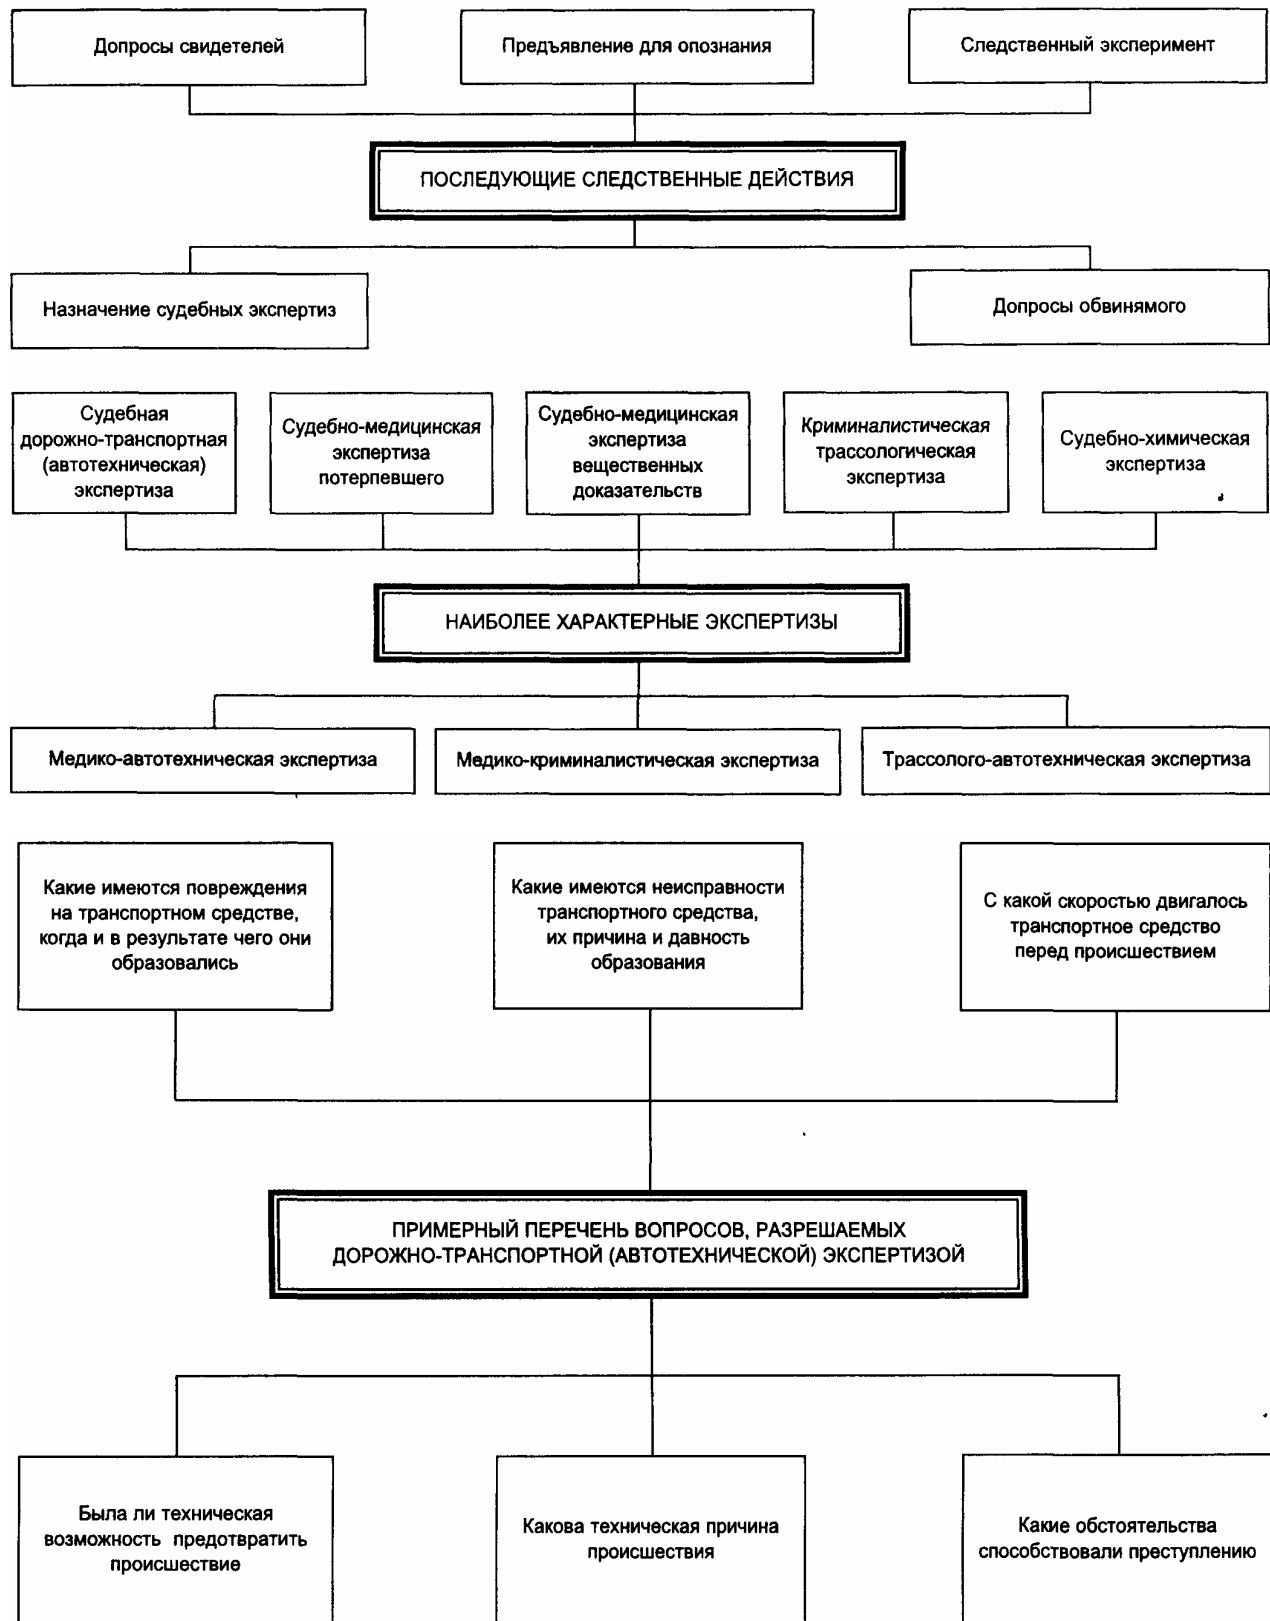 Допросы свидетелей
Предъявление для опознания
Следственный эксперимент
ПОСЛЕДУЮЩИЕ СЛЕДСТВЕННЫЕ ДЕЙСТВИЯ
Назначение судебных экспертиз
Допросы обвинямого
Судебная
дорожно-транспортная
(автотехническая)
экспертиза
Судебно-медицинская
экспертиза
потерпевшего
Судебно-медицинская
экспертиза
вещественных
доказательств
Криминалистическая
трассологическая
экспертиза
Судебно-химическая
экспертиза
НАИБОЛЕЕ ХАРАКТЕРНЫЕ ЭКСПЕРТИЗЫ
Медико-автотехническая экспертиза
Медико-криминалистическая экспертиза
Трассолого-автотехническая экспертиза
Какие имеются повреждения
на транспортном средстве,
когда и в результате чего они
образовались
Какие имеются неисправности
транспортного средства,
их причина и давность
образования
С какой скоростью двигалось
транспортное средство
перед происшествием
ПРИМЕРНЫЙ ПЕРЕЧЕНЬ ВОПРОСОВ, РАЗРЕШАЕМЫХ
ДОРОЖНО-ТРАНСПОРТНОЙ (АВТОТЕХНИЧЕСКОЙ) ЭКСПЕРТИЗОЙ
Была ли техническая
возможность предотвратить
происшествие
Какова техническая причина
происшествия
Какие обстоятельства
способствовали преступлению